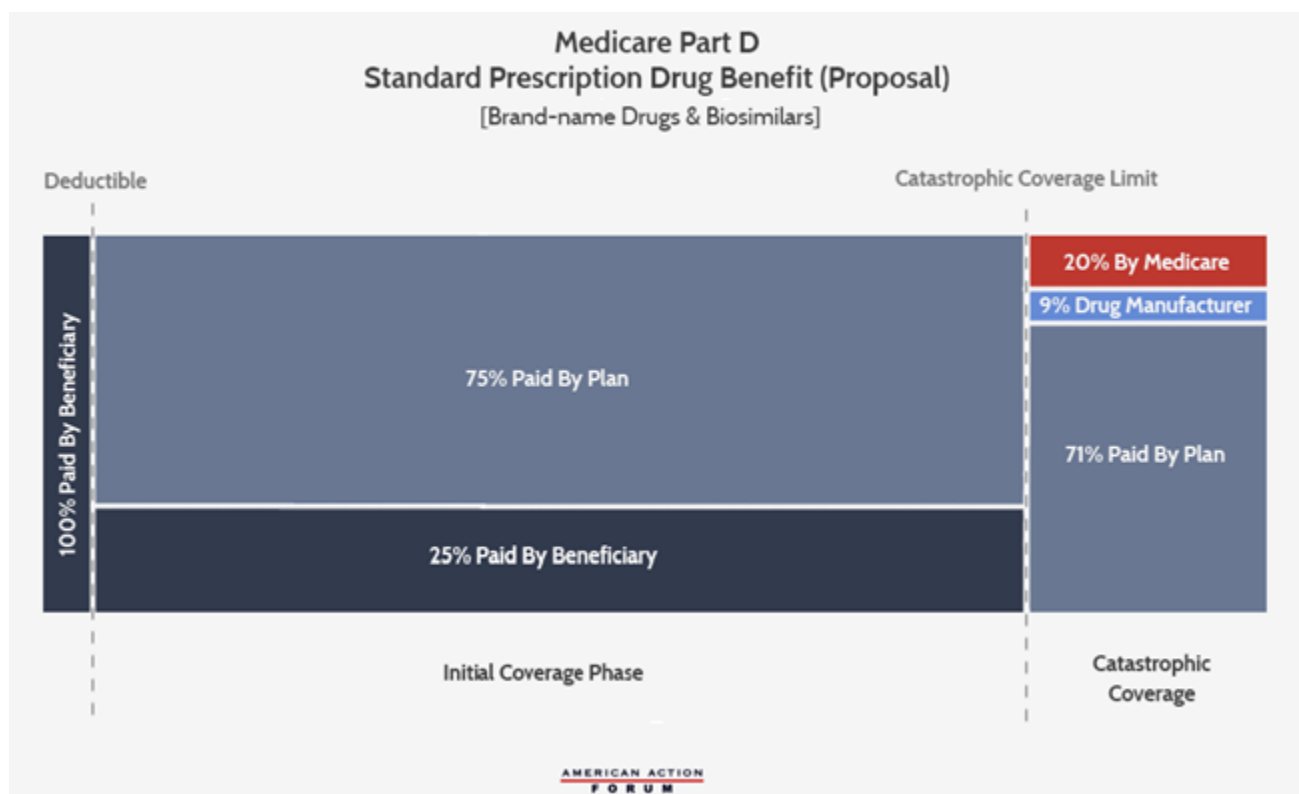 Medicare Part D
Standard Prescription Drug Benefit (Proposal)
[Brand-name Drugs & Biosimilars]
Deductible
Catastrophic Coverage Limit
100% Paid By Beneficiary
75% Paid By Plan
25% Paid By Beneficiary
20% By Medicare
9% Drug Manufacturer
71% Paid By Plan
Initial Coverage Phase
Catastrophic
Coverage
AMERICAN ACTION
FORUM